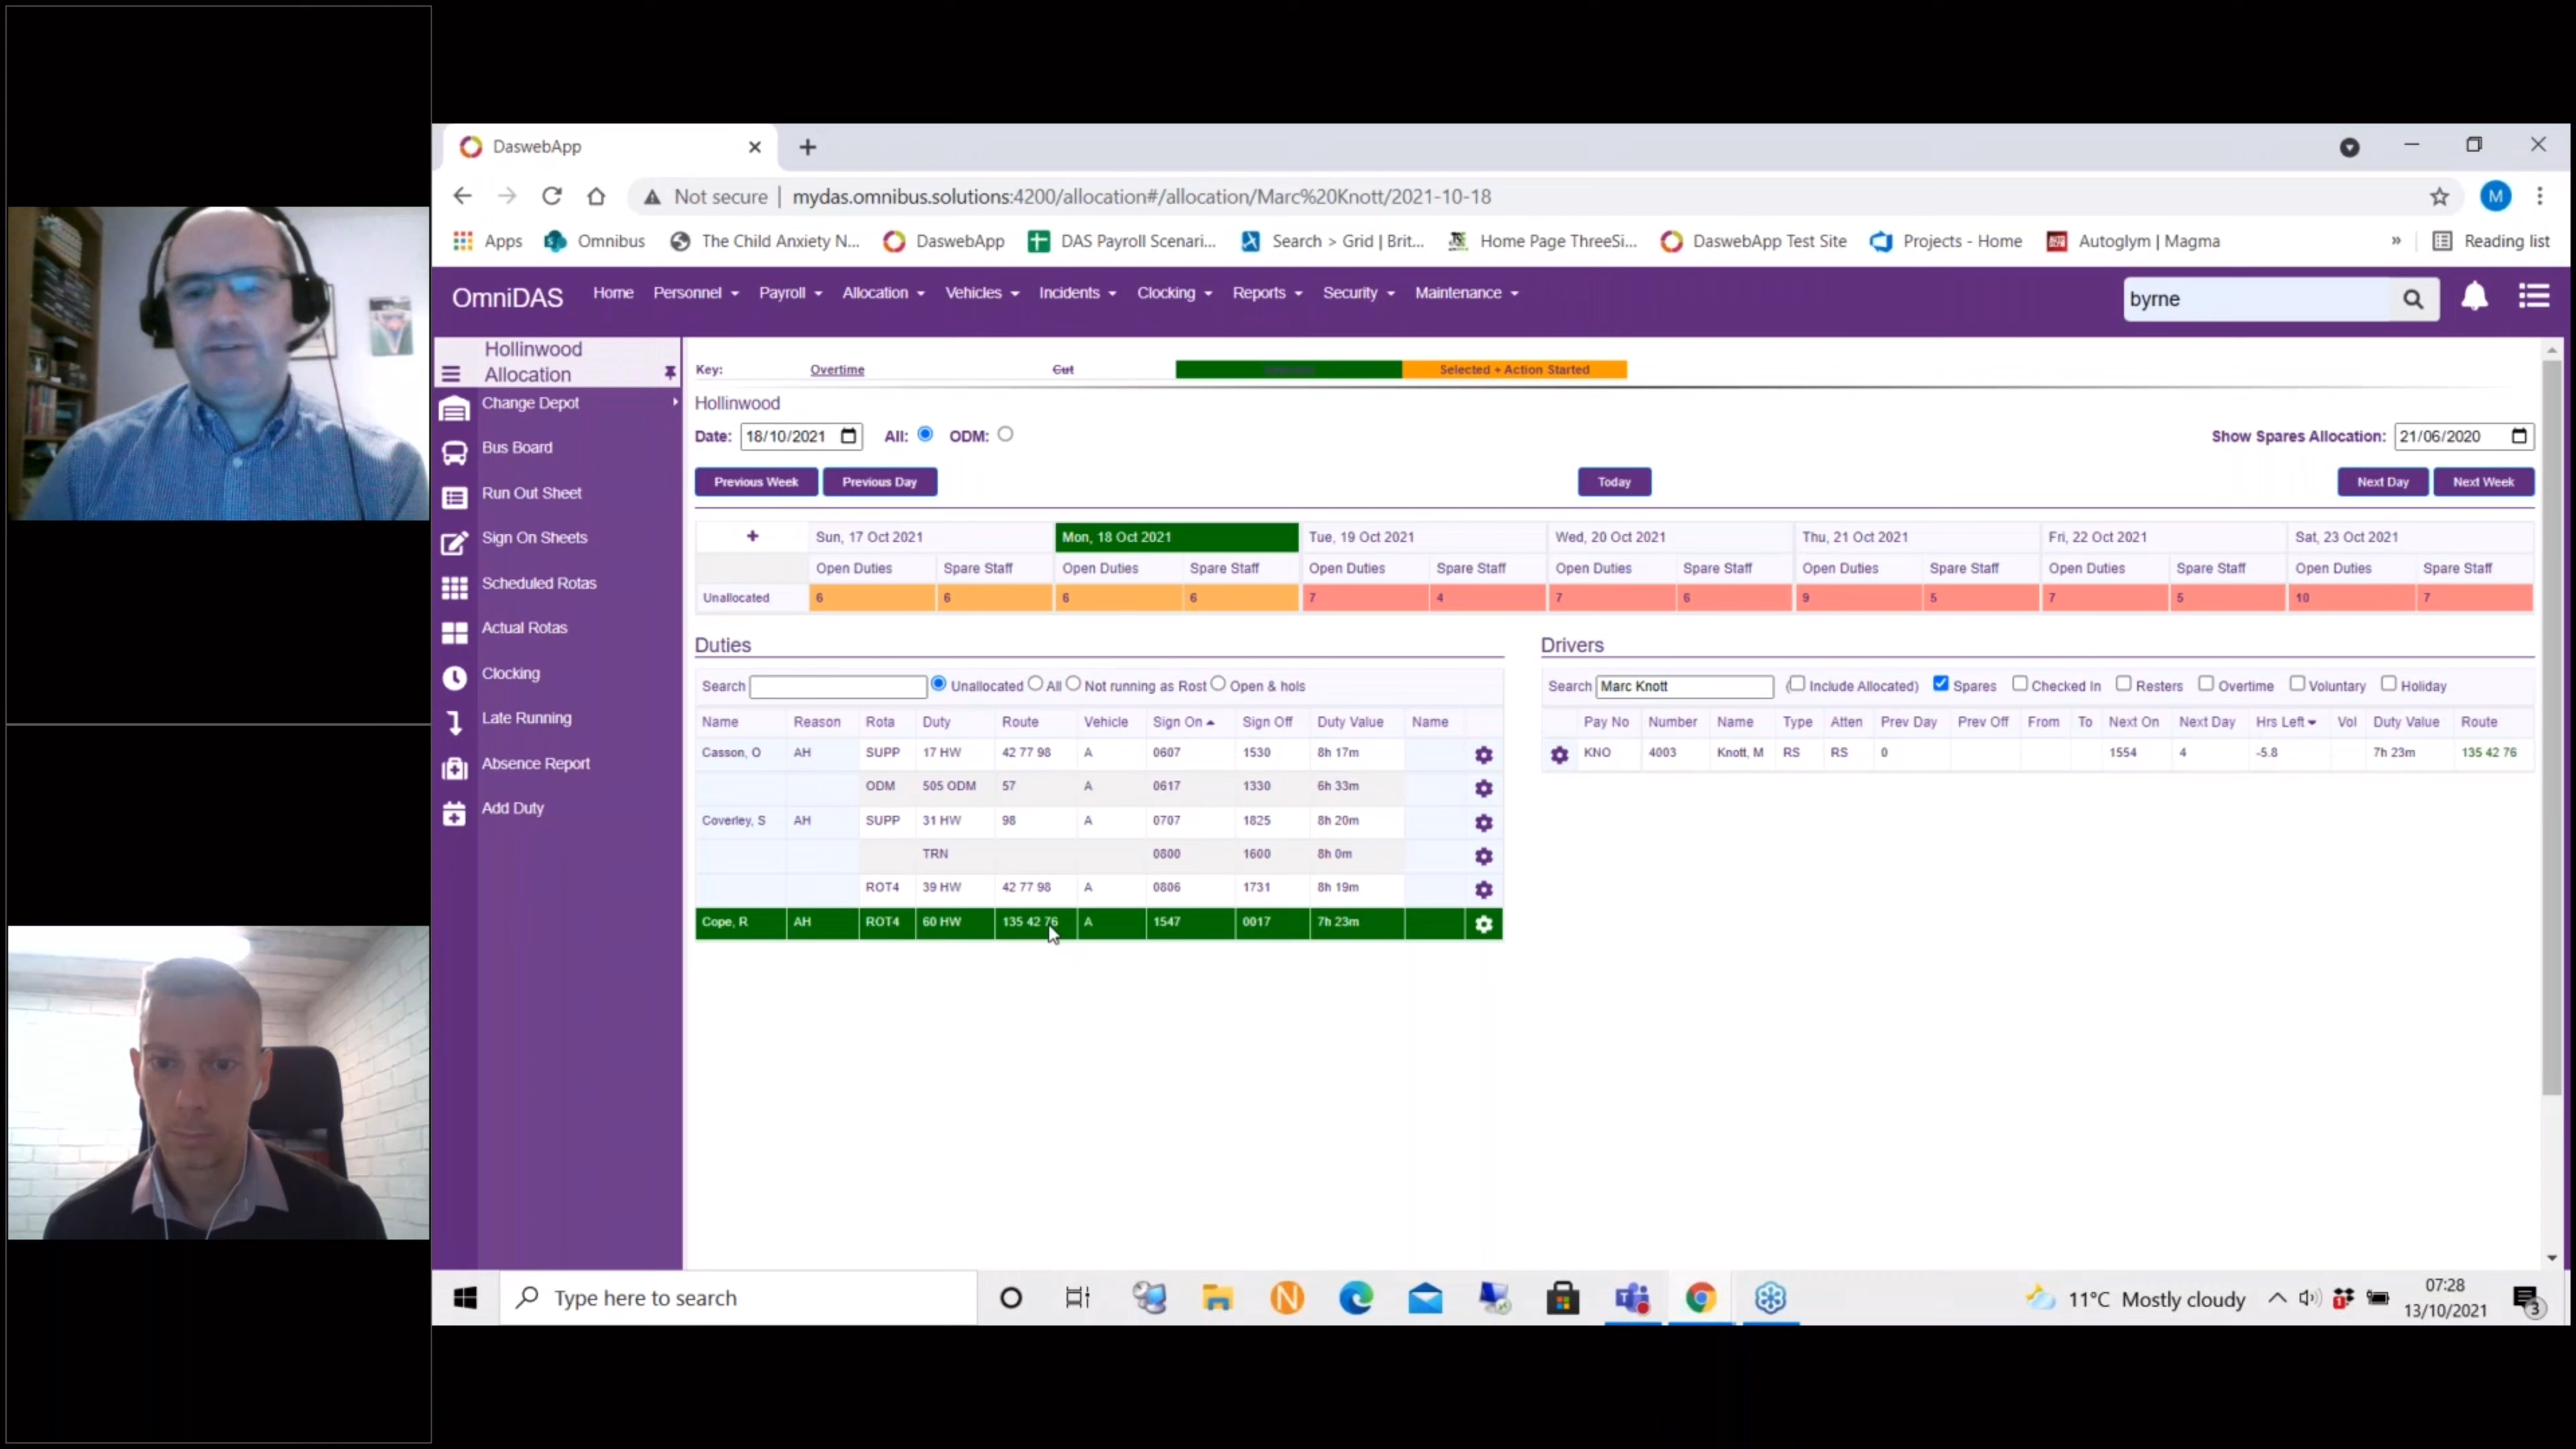 DaswebApp
Not secure | mydas.omnibus.solutions:4200/allocation#/allocation/Marc%20Knott/2021-10-18
M
Apps Omnibus The Child Anxiety N... DaswebApp DAS Payroll Scenari... Search > Grid | Brit... Home Page ThreeSi... DaswebApp Test Site Projects - Home Autoglym | Magma » Reading list
OmniDAS Home Personnel Payroll Allocation Vehicles Incidents Clocking Reports Security Maintenance byrne
Hollinwood
Allocation
Change Depot
Bus Board
Run Out Sheet
Sign On Sheets
Scheduled Rotas
Actual Rotas
Clocking
Late Running
Absence Report
Add Duty
Key: Overtime Cut Selected + Action Started
Hollinwood
Date: 18/10/2021 All: ODM: Show Spares Allocation: 21/06/2020
Previous Week Previous Day Today Next Day Next Week
+ Sun, 17 Oct 2021 Mon, 18 Oct 2021 Tue, 19 Oct 2021 Wed, 20 Oct 2021 Thu, 21 Oct 2021 Fri, 22 Oct 2021 Sat, 23 Oct 2021
Open Duties Spare Staff Open Duties Spare Staff Open Duties Spare Staff Open Duties Spare Staff Open Duties Spare Staff Open Duties Spare Staff Open Duties Spare Staff
Unallocated 6 6 6 6 7 4 7 6 9 5 7 5 10 7
Duties
Search Unallocated All Not running as Rost Open & hols
Name Reason Rota Duty Route Vehicle Sign On Sign Off Duty Value Name
Casson, O AH SUPP 17 HW 42 77 98 A 0607 1530 8h 17m
ODM 505 ODM 57 A 0617 1330 6h 33m
Coverley, S AH SUPP 31 HW 98 A 0707 1825 8h 20m
TRN 0800 1600 8h 0m
ROT4 39 HW 42 77 98 A 0806 1731 8h 19m
Cope, R AH ROT4 60 HW 135 42 76 A 1547 0017 7h 23m
Drivers
Search Marc Knott (Include Allocated) Spares Checked In Resters Overtime Voluntary Holiday
Pay No Number Name Type Atten Prev Day Prev Off From To Next On Next Day Hrs Left Vol Duty Value Route
KNO 4003 Knott, M RS RS 0 1554 4 -5.8 7h 23m 135 42 76
Type here to search
11°C Mostly cloudy
07:28
13/10/2021
3